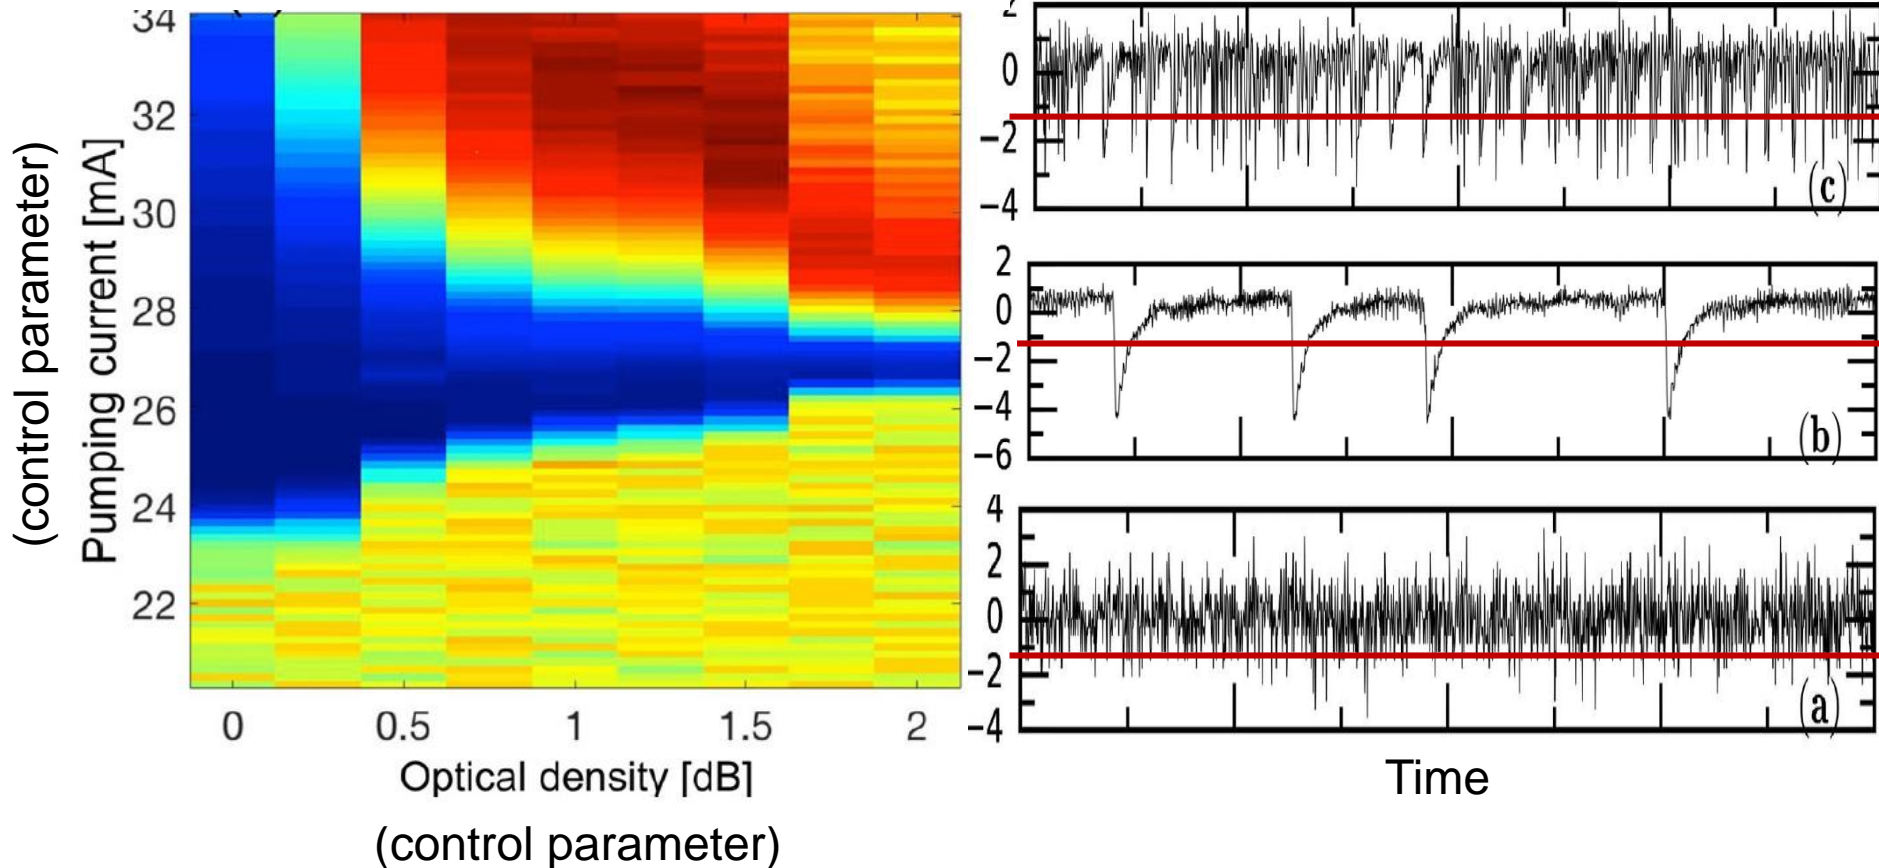 34
32
30
28
26
24
22
(control parameter)
Pumping current [mA]
0 0.5 1 1.5 2
Optical density [dB]
(control parameter)
2
0
−2
−4
(c)
2
0
−2
−4
−6
(b)
4
2
0
−2
−4
(a)
Time